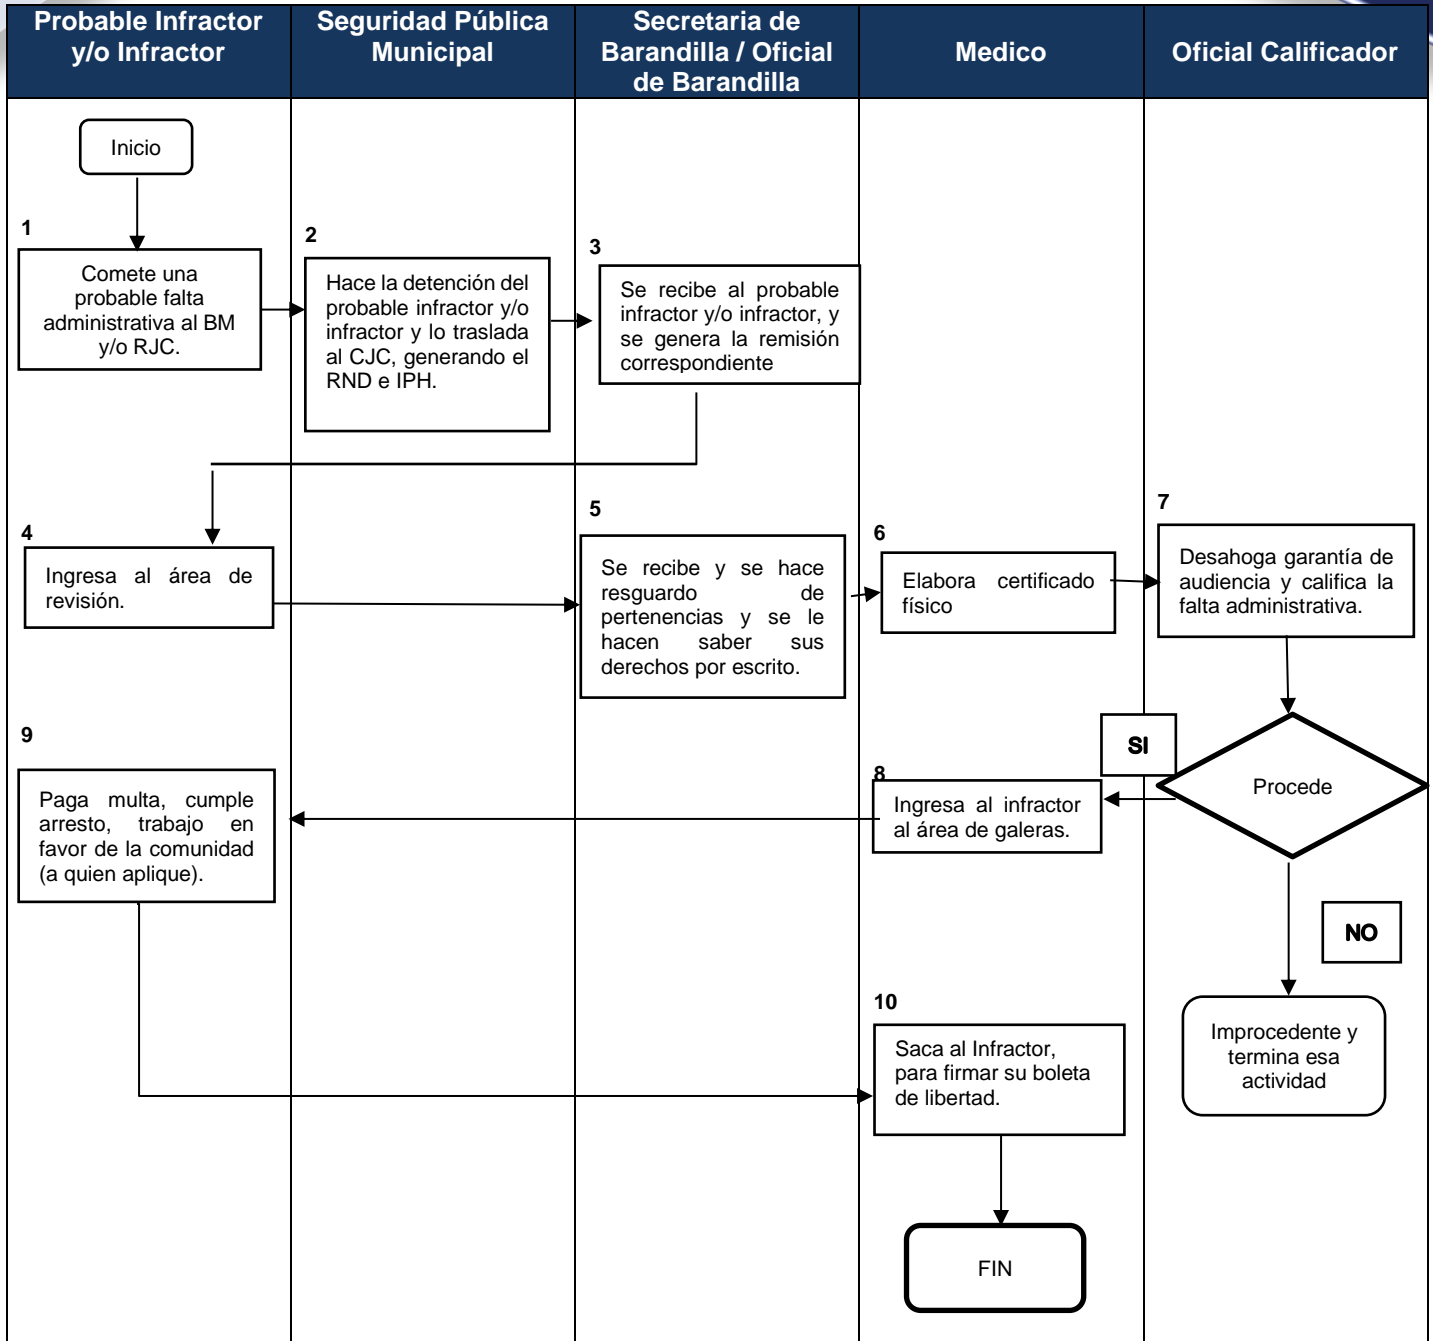 Probable Infractor
y/o Infractor
Seguridad Pública
Municipal
Secretaria de
Barandilla / Oficial
de Barandilla
Medico
Oficial Calificador
Inicio
1
Comete una
probable falta
administrativa al BM
y/o RJC.
2
Hace la detención del
probable infractor y/o
infractor y lo traslada
al CJC, generando el
RND e IPH.
3
Se recibe al probable
infractor y/o infractor, y
se genera la remisión
correspondiente
4
Ingresa al área de
revisión.
5
Se recibe y se hace
resguardo de
pertenencias y se le
hacen saber sus
derechos por escrito.
6
Elabora certificado
físico
7
Desahoga garantía de
audiencia y califica la
falta administrativa.
Procede
SI
8
Ingresa al infractor
al área de galeras.
9
Paga multa, cumple
arresto, trabajo en
favor de la comunidad
(a quien aplique).
NO
Improcedente y
termina esa
actividad
10
Saca al Infractor,
para firmar su boleta
de libertad.
FIN